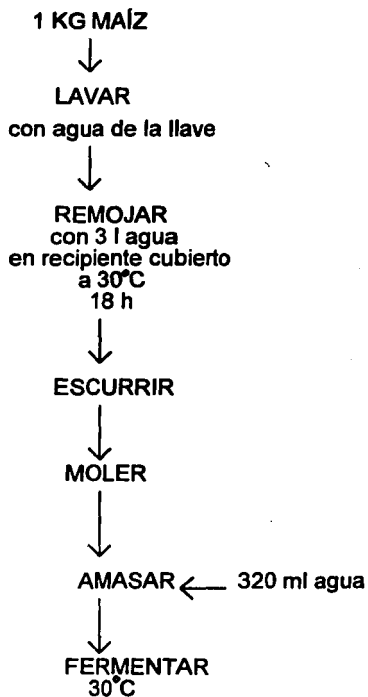 1 KG MAÍZ
LAVAR
con agua de la llave
REMOJAR
con 3 l agua
en recipiente cubierto
a 30°C
18 h
ESCURRIR
MOLER
AMASAR
320 ml agua
FERMENTAR
30°C